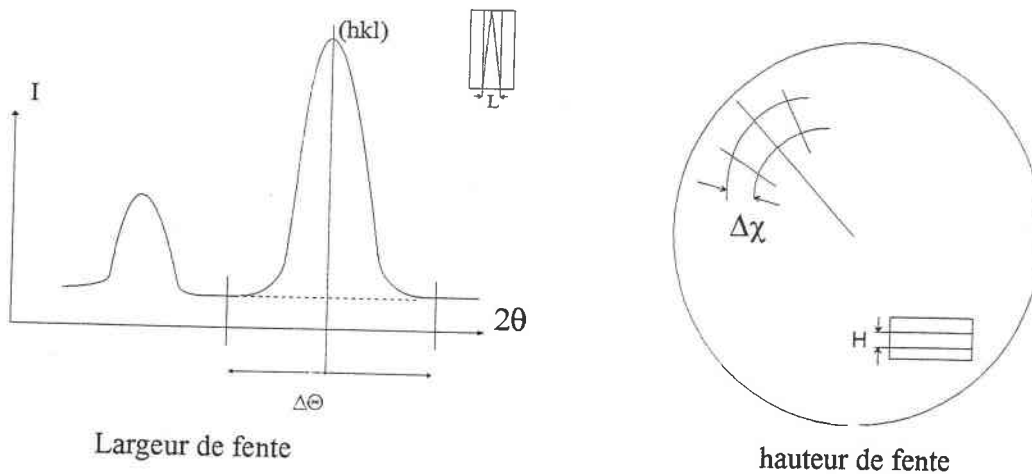 (hkl)
I
L
2θ
ΔΘ
Largeur de fente
Δχ
H
hauteur de fente